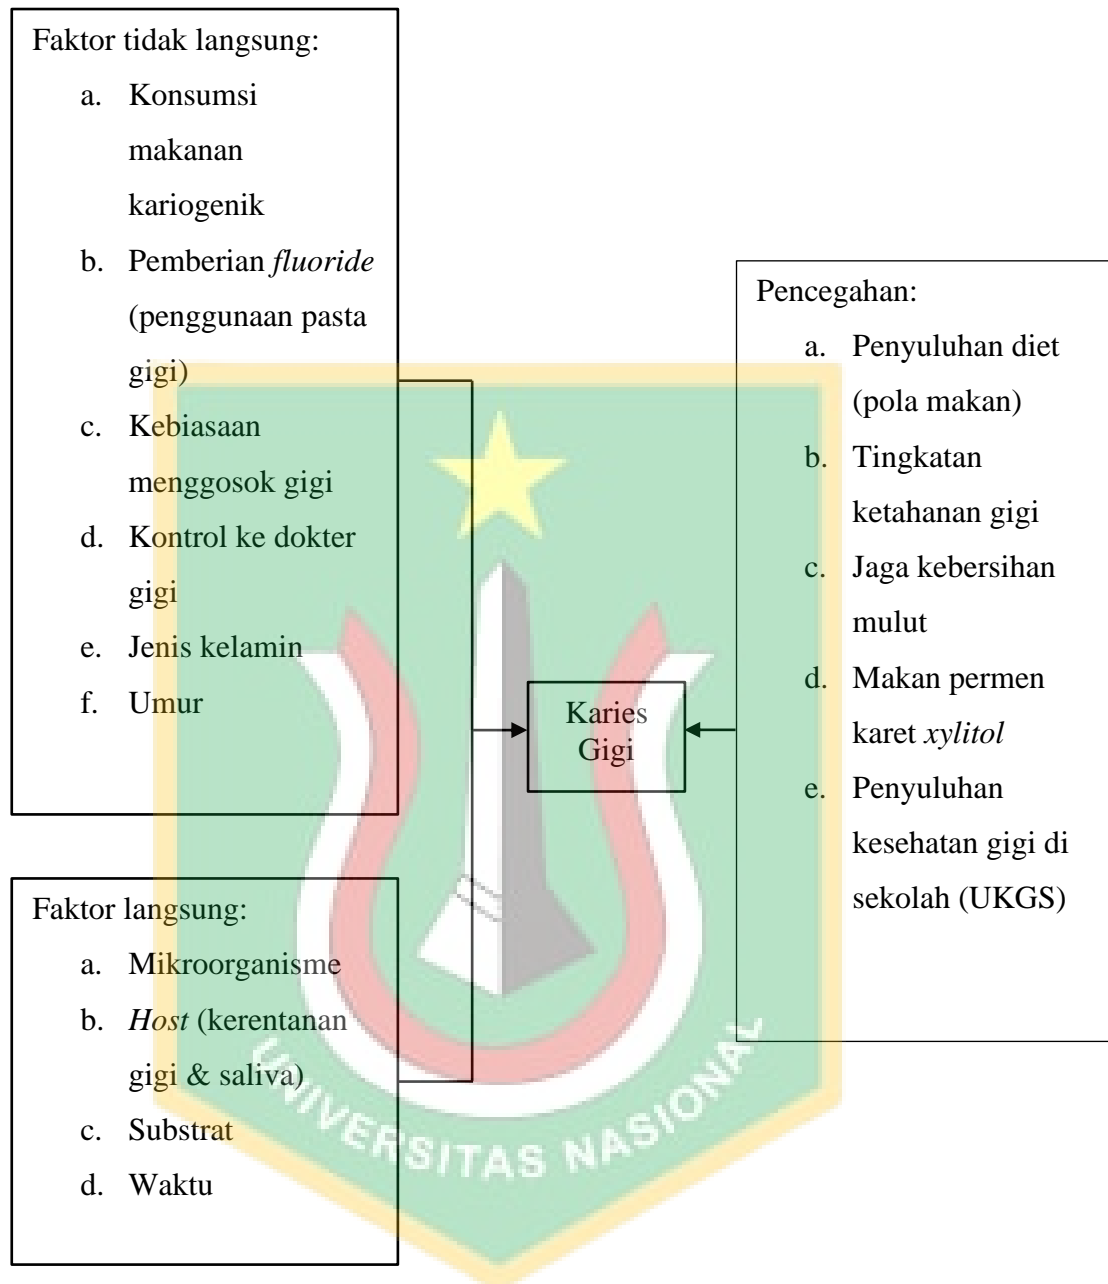 Faktor tidak langsung:
a. Konsumsi
makanan
kariogenik
b. Pemberian fluoride
(penggunaan pasta
gigi)
c. Kebiasaan
menggosok gigi
d. Kontrol ke dokter
gigi
e. Jenis kelamin
f. Umur
Faktor langsung:
a. Mikroorganisme
b. Host (kerentanan
gigi & saliva)
c. Substrat
d. Waktu
Karies
Gigi
Pencegahan:
a. Penyuluhan diet
(pola makan)
b. Tingkatan
ketahanan gigi
c. Jaga kebersihan
mulut
d. Makan permen
karet xylitol
e. Penyuluhan
kesehatan gigi di
sekolah (UKGS)
UNIVERSITAS NASIONAL